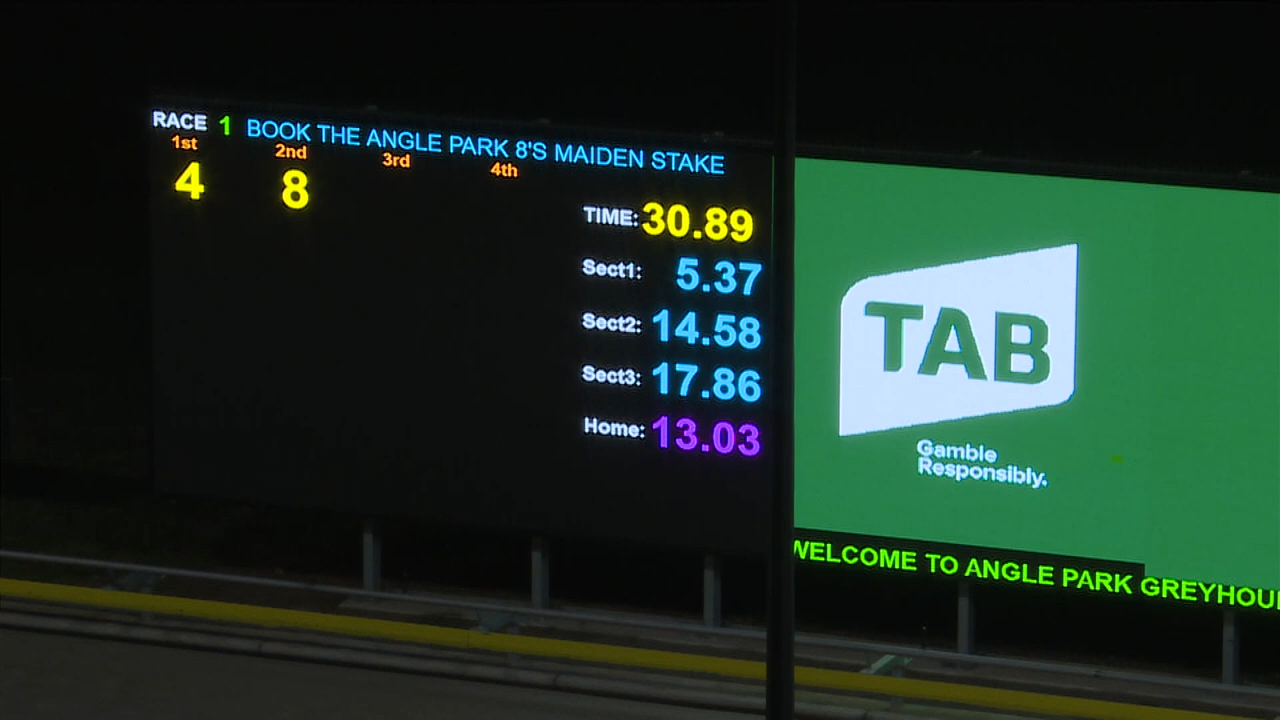 RACE 1 BOOK THE ANGLE PARK 8'S MAIDEN STAKE
1st 2nd 3rd 4th
4 8
TIME: 30.89
Sect1: 5.37
Sect2: 14.58
Sect3: 17.86
Home: 13.03
TAB
Gamble
Responsibly.
WELCOME TO ANGLE PARK GREYHOU